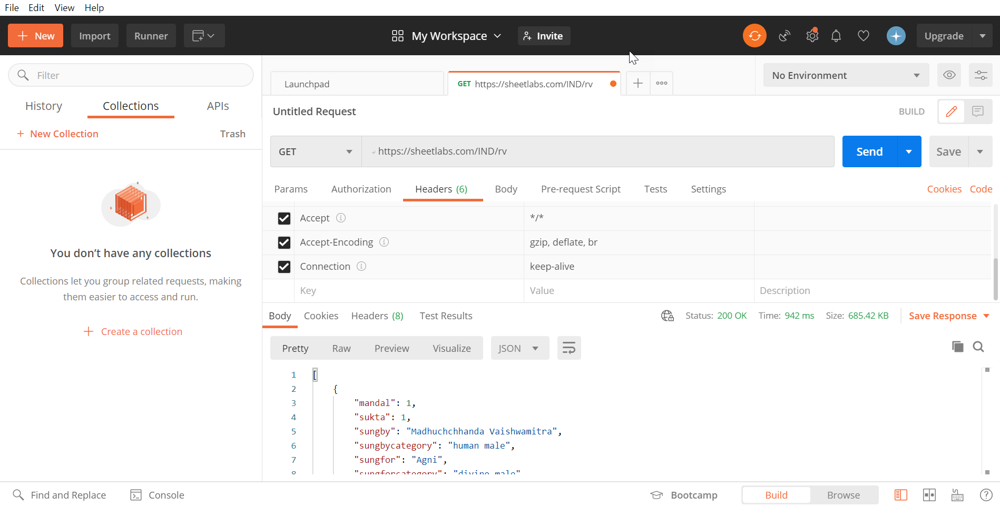 File Edit View Help
New Import Runner My Workspace Invite Upgrade
Filter
Launchpad GET https://sheetlabs.com/IND/rv No Environment
History Collections APIs
Untitled Request BUILD
New Collection Trash
GET https://sheetlabs.com/IND/rv Send Save
Params Authorization Headers (6) Body Pre-request Script Tests Settings Cookies Code
Accept */*
Accept-Encoding gzip, deflate, br
Connection keep-alive
Key Value Description
You don’t have any collections
Collections let you group related requests, making
them easier to access and run.
Create a collection
Body Cookies Headers (8) Test Results Status: 200 OK Time: 942 ms Size: 685.42 KB Save Response
Pretty Raw Preview Visualize JSON
1 [
2 {
3 "mandal": 1,
4 "sukta": 1,
5 "sungby": "Madhuchchhanda Vaishwamitra",
6 "sungbycategory": "human male",
7 "sungfor": "Agni",
8 "sungforcategory": "divine male"
Find and Replace Console Bootcamp Build Browse